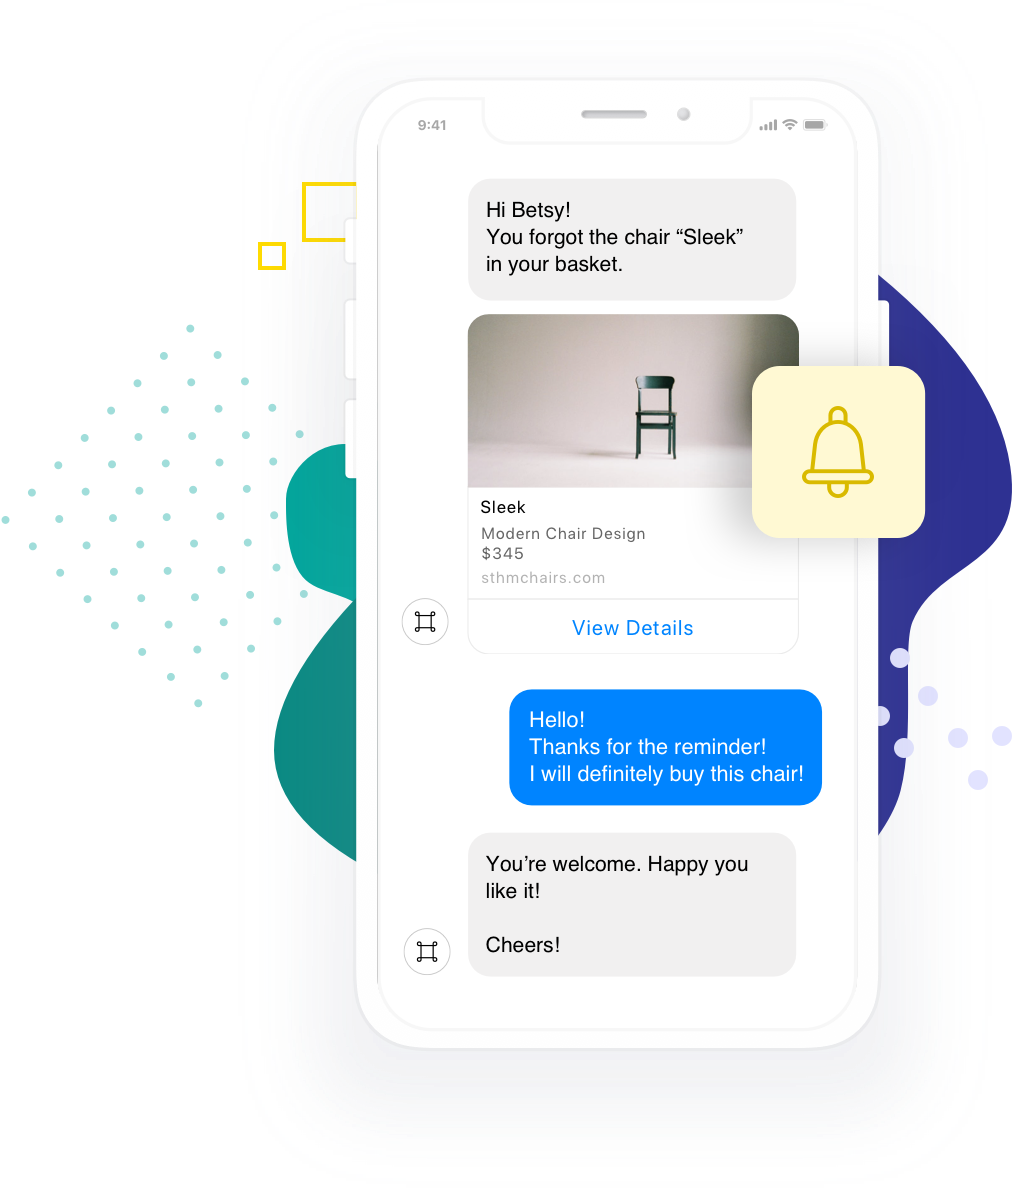 9:41
Hi Betsy!
You forgot the chair “Sleek”
in your basket.
Sleek
Modern Chair Design
$345
sthmchairs.com
View Details
Hello!
Thanks for the reminder!
I will definitely buy this chair!
You’re welcome. Happy you
like it!
Cheers!